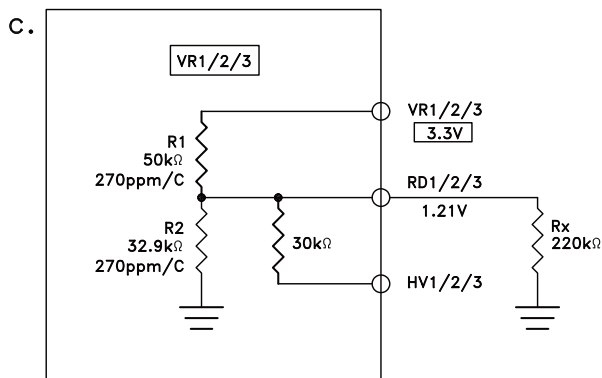 C.
VR1/2/3
VR1/2/3
3.3V
R1
50kΩ
270ppm/C
RD1/2/3
1.21V
R2
32.9kΩ
270ppm/C
30kΩ
Rx
220kΩ
HV1/2/3